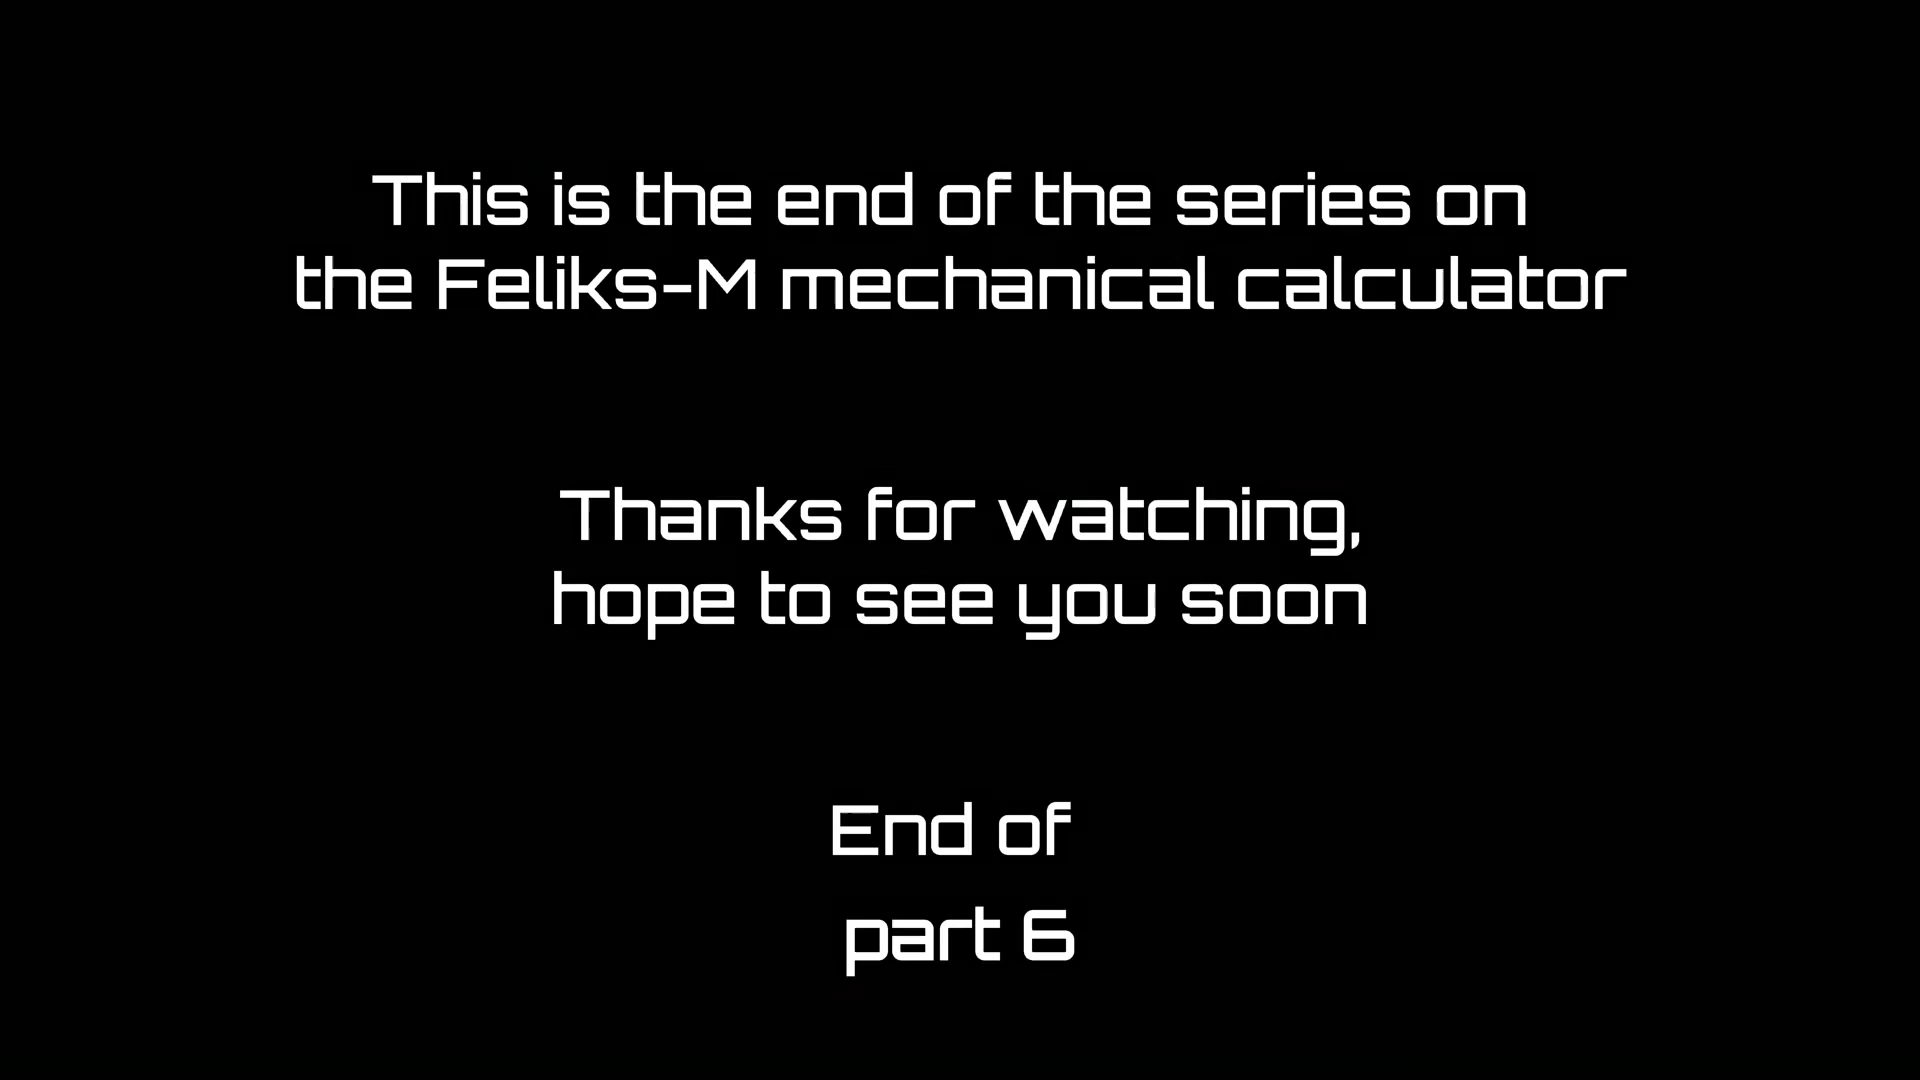 This is the end of the series on
the Feliks-M mechanical calculator
Thanks for watching,
hope to see you soon
End of
part 6